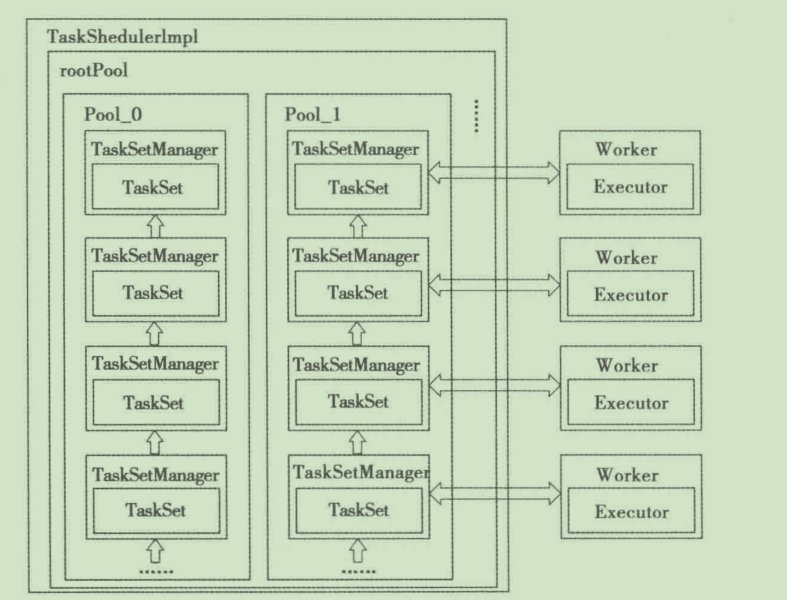 TaskShedulerlmpl
rootPool
Pool_0
TaskSetManager
TaskSet
TaskSetManager
TaskSet
TaskSetManager
TaskSet
TaskSetManager
TaskSet
......
Pool_1
TaskSetManager
TaskSet
TaskSetManager
TaskSet
TaskSetManager
TaskSet
TaskSetManager
TaskSet
......
......
Worker
Executor
Worker
Executor
Worker
Executor
Worker
Executor